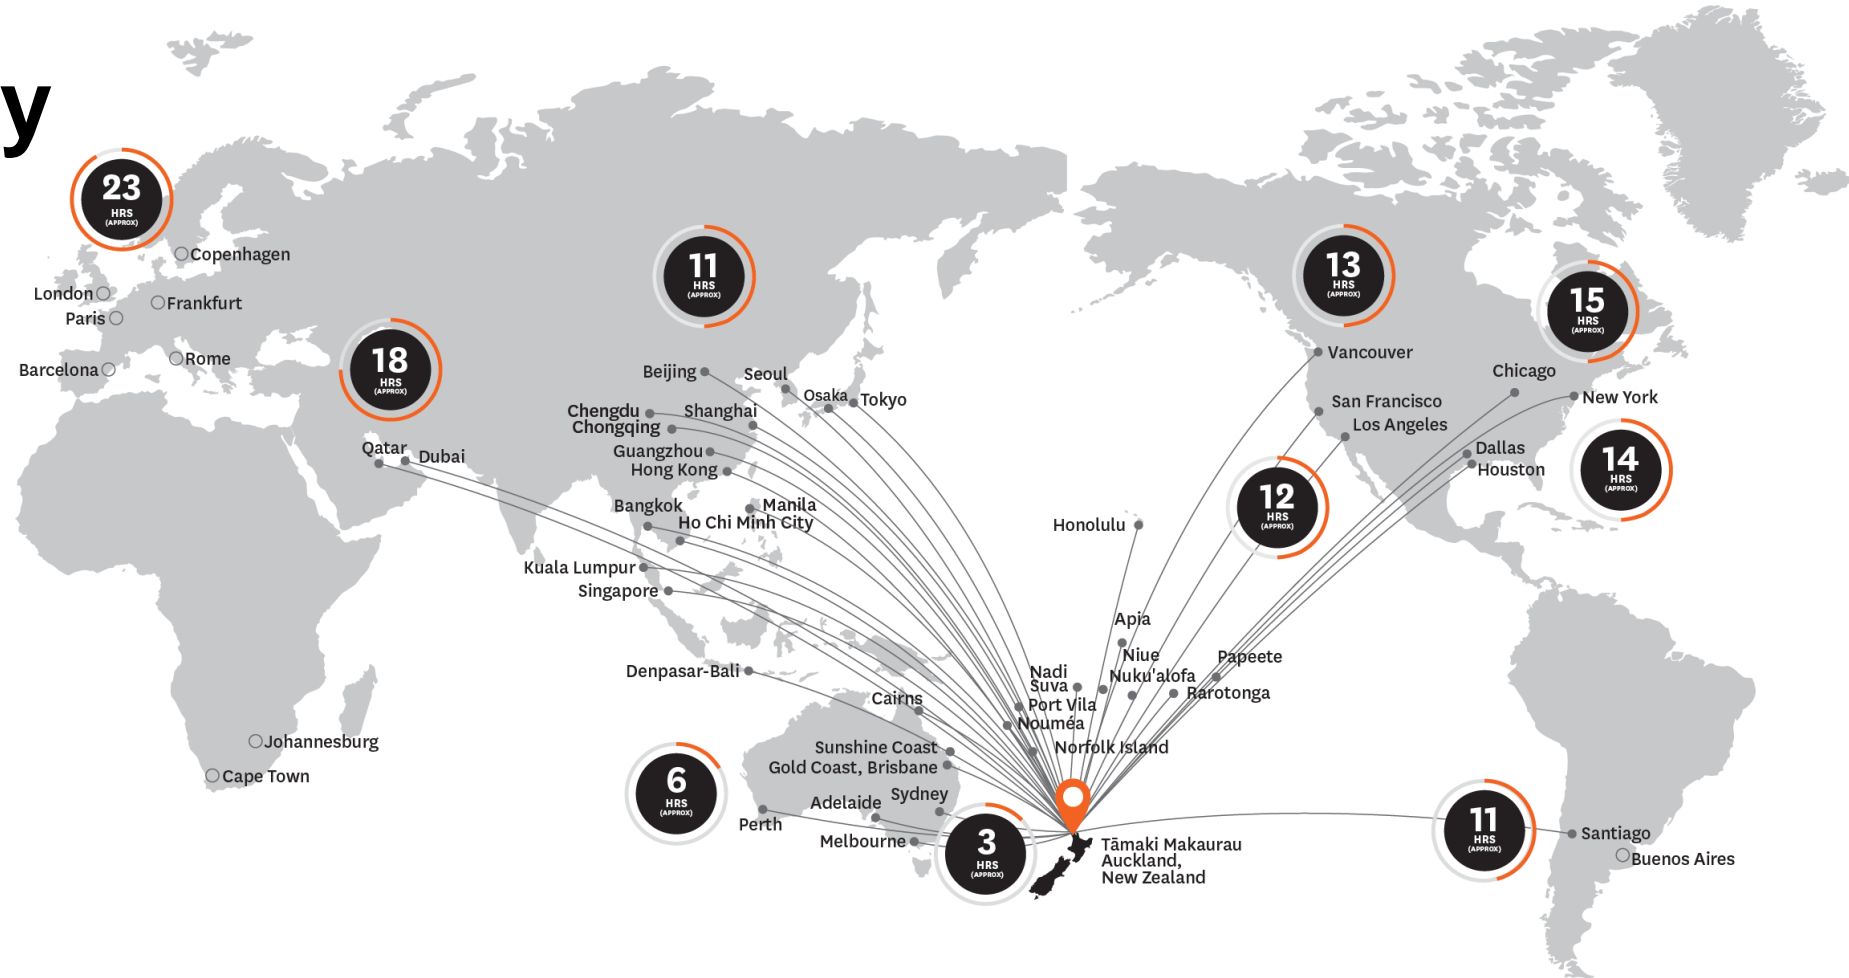 y
23
HRS
(APPROX)
Copenhagen
London
Frankfurt
Paris
Rome
Barcelona
18
HRS
(APPROX)
Qatar
Dubai
11
HRS
(APPROX)
Beijing
Seoul
Osaka
Tokyo
Chengdu
Shanghai
Chongqing
Guangzhou
Hong Kong
Bangkok
Manila
Ho Chi Minh City
Kuala Lumpur
Singapore
Denpasar-Bali
13
HRS
(APPROX)
15
HRS
(APPROX)
Vancouver
Chicago
New York
San Francisco
Los Angeles
Dallas
Houston
14
HRS
(APPROX)
12
HRS
(APPROX)
Honolulu
Apia
Niue
Papeete
Nadi
Suva
Nuku'alofa
Rarotonga
Port Vila
Nouméa
Norfolk Island
Cairns
Sunshine Coast
Gold Coast, Brisbane
Sydney
Adelaide
Perth
Melbourne
6
HRS
(APPROX)
3
HRS
(APPROX)
Tāmaki Makaurau
Auckland,
New Zealand
Johannesburg
Cape Town
11
HRS
(APPROX)
Santiago
Buenos Aires